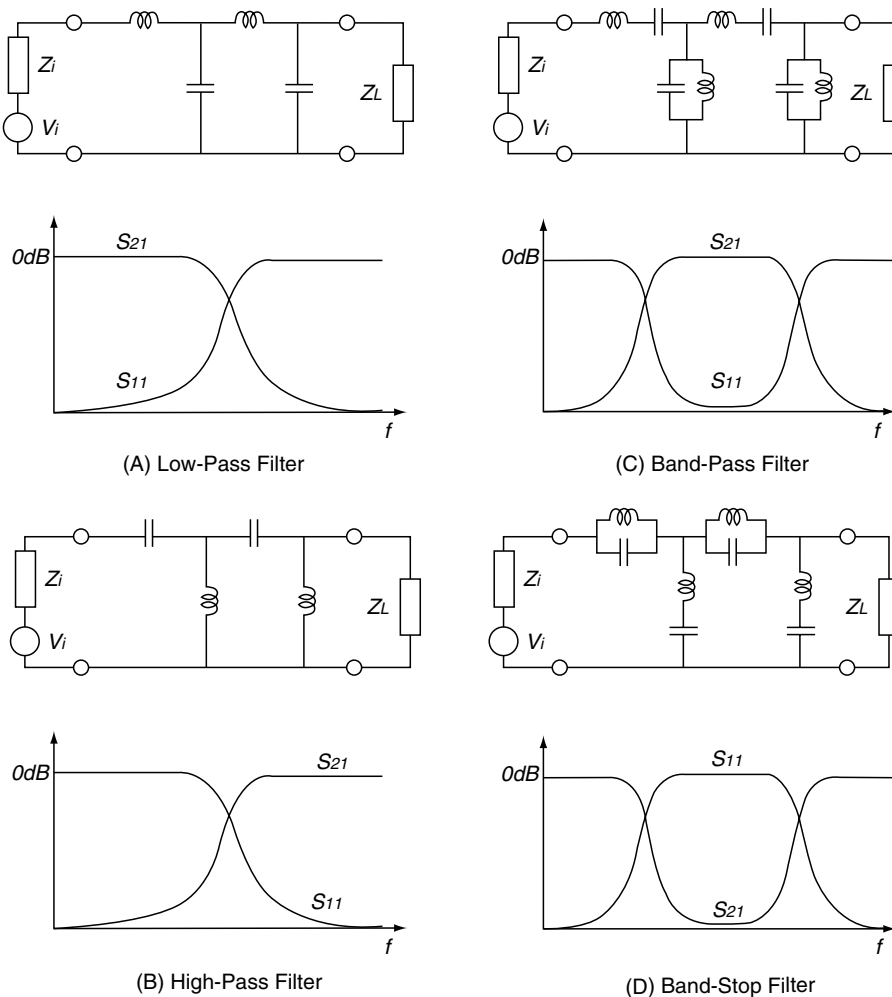 Zi
Vi
ZL
0dB
S21
S11
f
(A) Low-Pass Filter
Zi
Vi
ZL
0dB
S21
S11
f
(C) Band-Pass Filter
Zi
Vi
ZL
0dB
S21
S11
f
(B) High-Pass Filter
Zi
Vi
ZL
0dB
S11
S21
f
(D) Band-Stop Filter